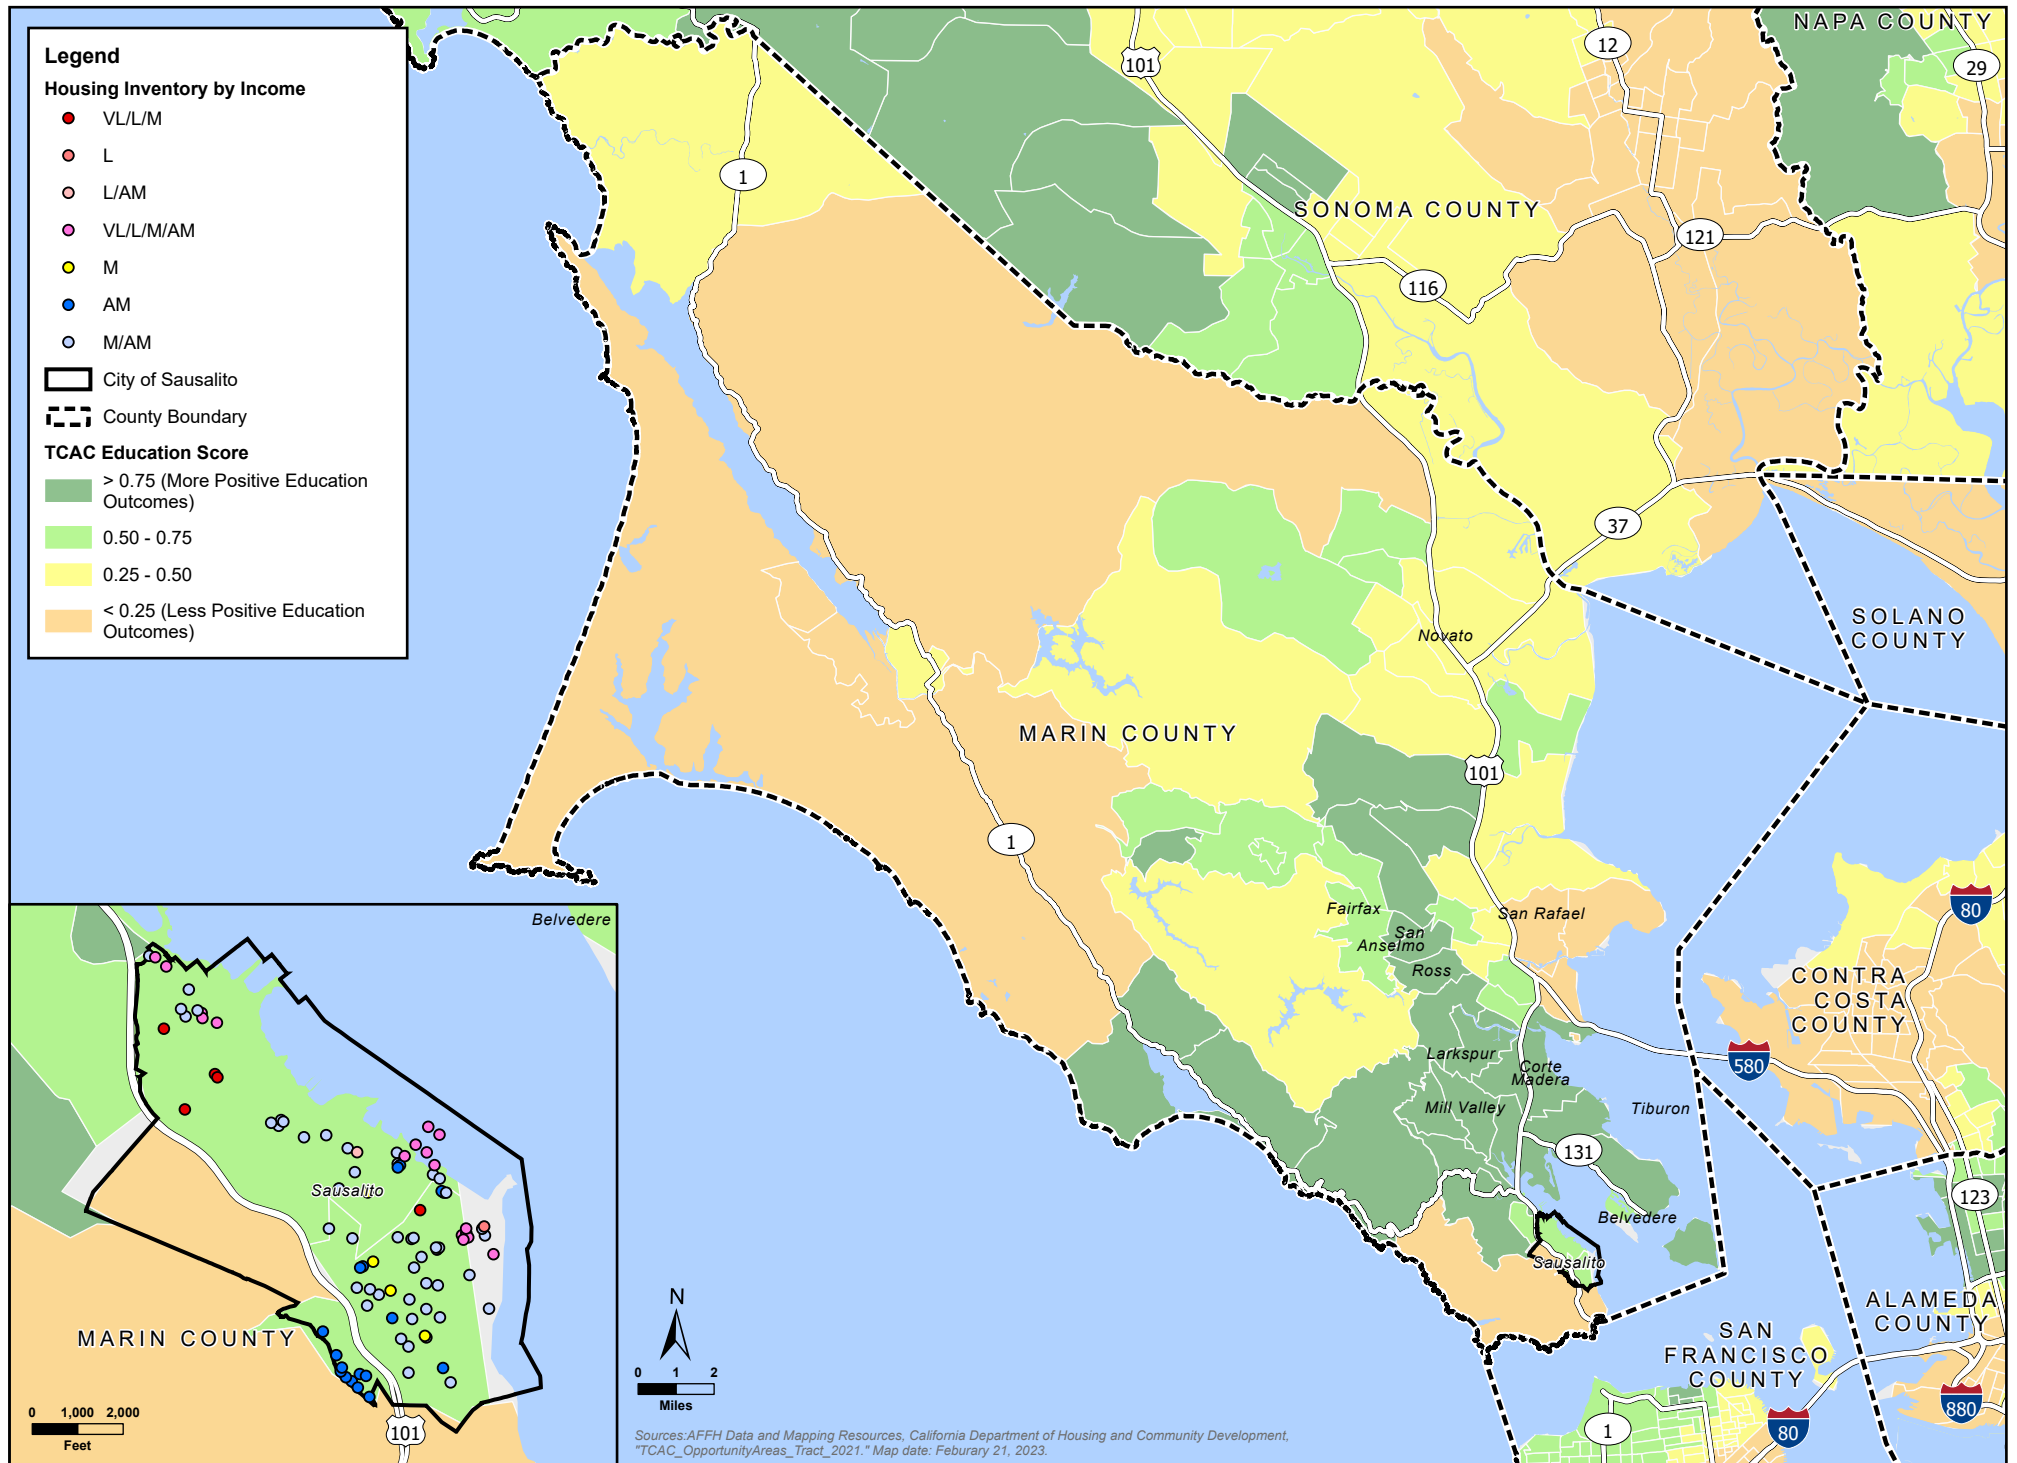 Legend
Housing Inventory by Income
VL/L/M
L
L/AM
VL/L/M/AM
M
AM
M/AM
City of Sausalito
County Boundary
TCAC Education Score
> 0.75 (More Positive Education
Outcomes)
0.50 - 0.75
0.25 - 0.50
< 0.25 (Less Positive Education
Outcomes)
NAPA COUNTY
12
29
101
1
SONOMA COUNTY
121
116
37
SOLANO
COUNTY
Novato
MARIN COUNTY
101
1
80
Fairfax
San Rafael
San
Anselmo
Ross
CONTRA
COSTA
COUNTY
Larkspur
Corte
Madera
580
Mill Valley
Tiburon
131
123
Belvedere
Sausalito
ALAMEDA
COUNTY
SAN
FRANCISCO
COUNTY
880
80
1
Belvedere
Sausalito
MARIN COUNTY
101
0 1,000 2,000
Feet
N
0 1 2
Miles
Sources:AFFH Data and Mapping Resources, California Department of Housing and Community Development,
"TCAC_OpportunityAreas_Tract_2021." Map date: Feburary 21, 2023.